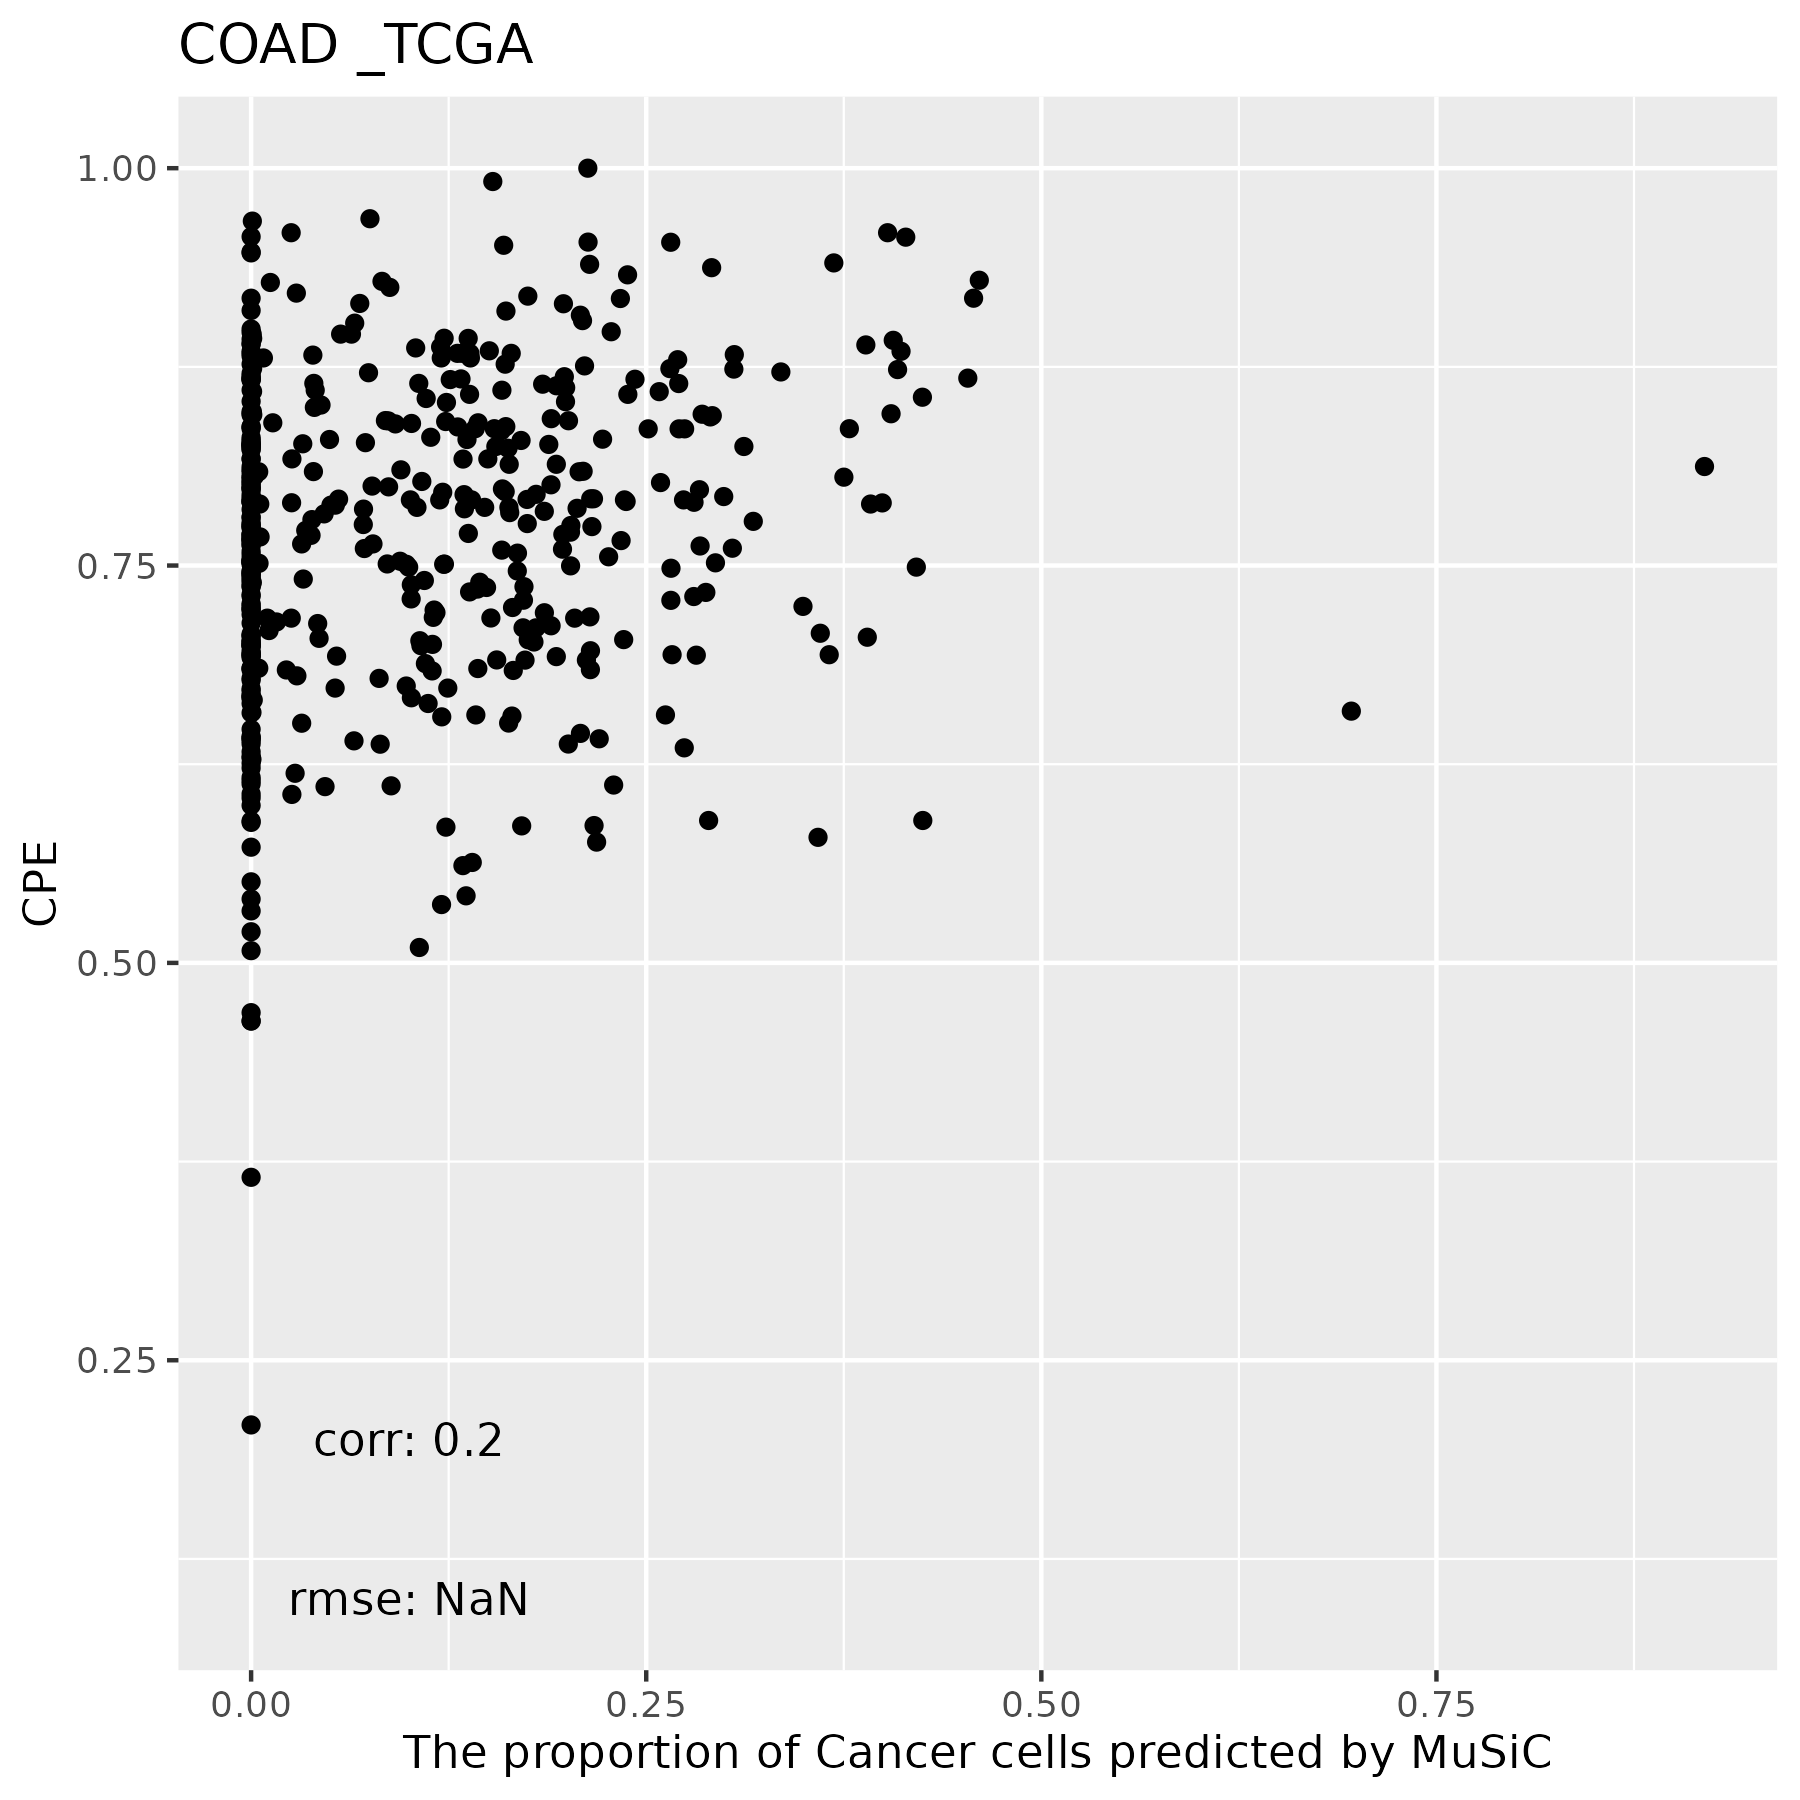 COAD _TCGA
1.00
0.75
0.50
0.25
CPE
corr: 0.2
rmse: NaN
0.00 0.25 0.50 0.75
The proportion of Cancer cells predicted by MuSiC